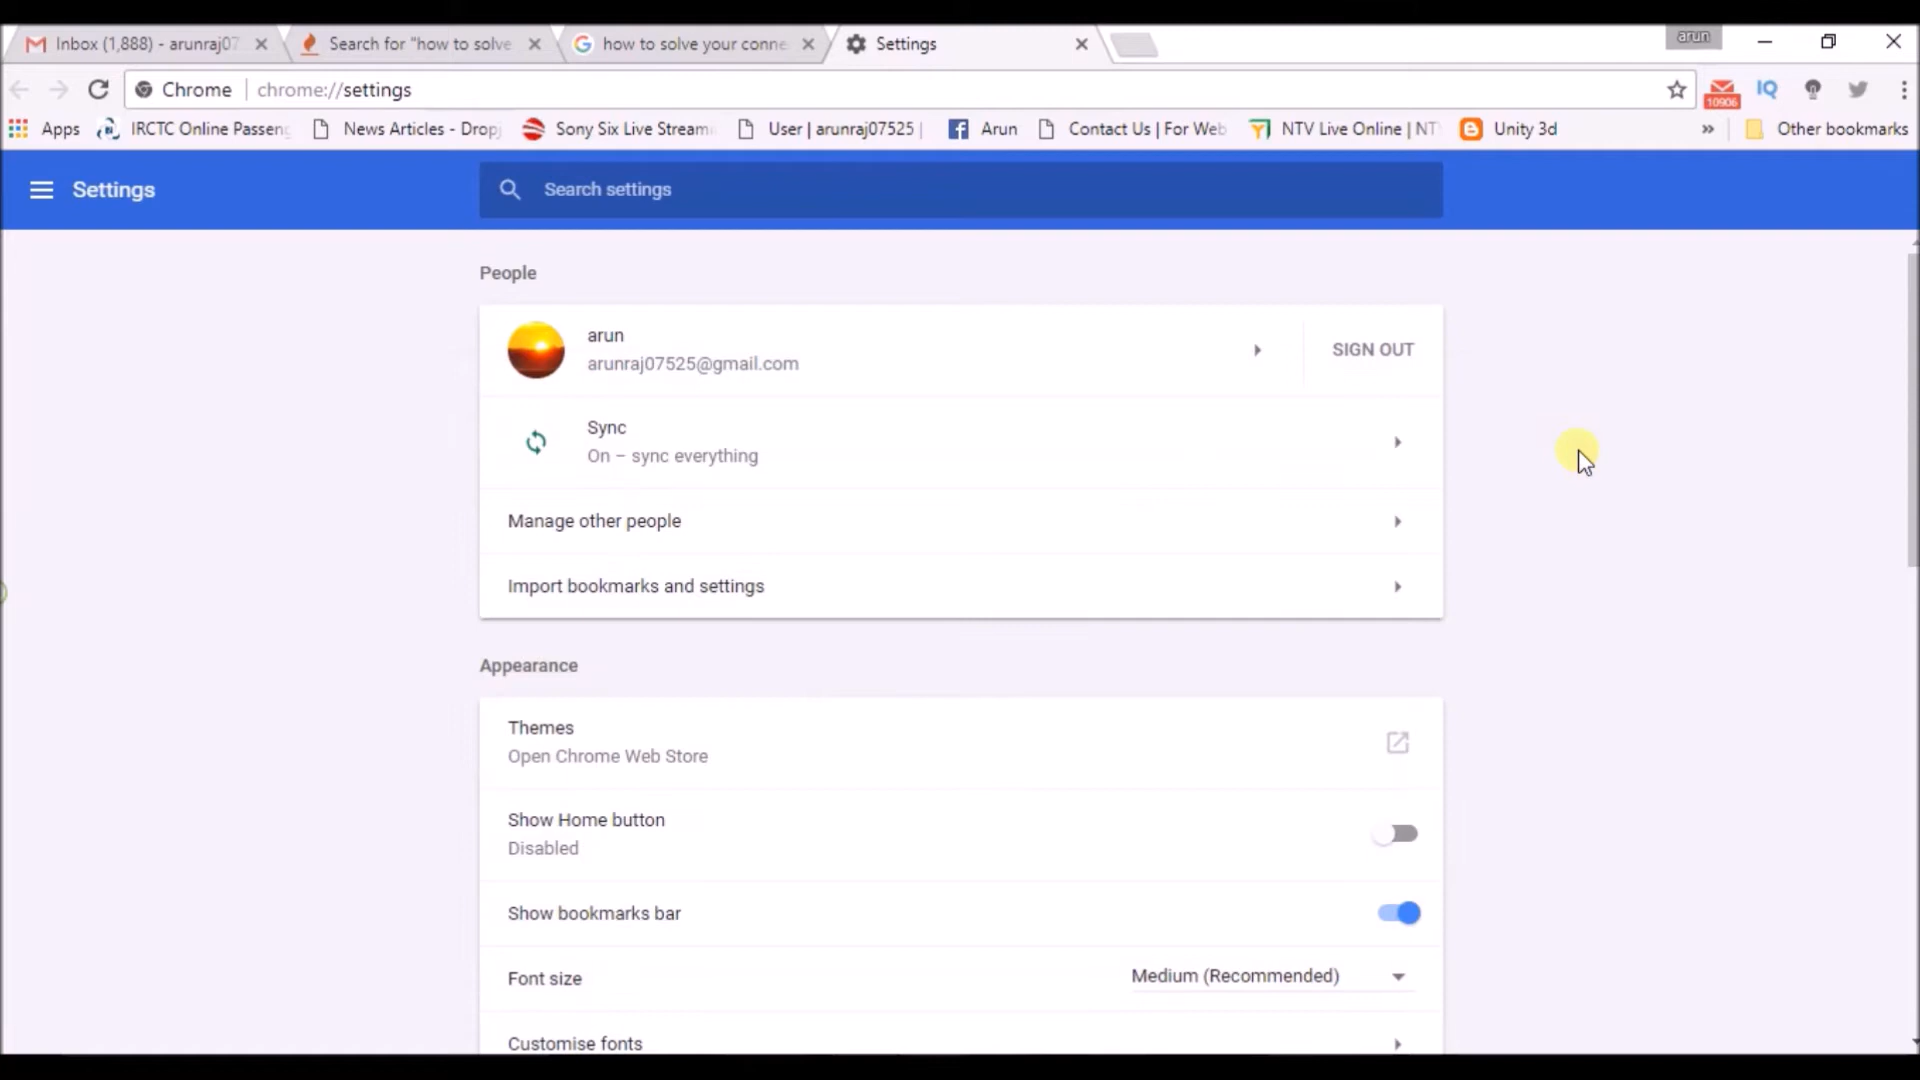 Inbox (1,888) - arunraj07
Search for "how to solve
how to solve your conne
Settings
arun
Chrome
chrome://settings
10906
IQ
Apps
IRCTC Online Passeng
News Articles - Drop
Sony Six Live Stream
User | arunraj07525 |
Arun
Contact Us | For Web
NTV Live Online | NT
Unity 3d
»
Other bookmarks
Settings
Search settings
People
arun
arunraj07525@gmail.com
SIGN OUT
Sync
On – sync everything
Manage other people
Import bookmarks and settings
Appearance
Themes
Open Chrome Web Store
Show Home button
Disabled
Show bookmarks bar
Font size
Medium (Recommended)
Customise fonts